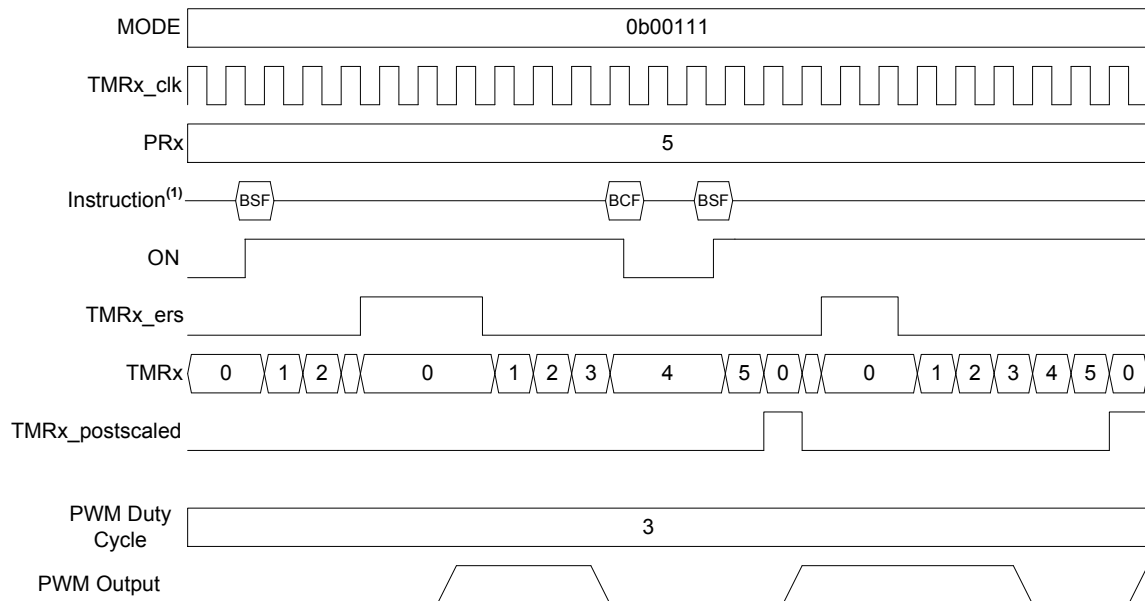 MODE 0b00111
TMRx_clk
PRx 5
Instruction(1) BSF BCF BSF
ON
TMRx_ers
TMRx 0 1 2 0 1 2 3 4 5 0 0 1 2 3 4 5 0
TMRx_postscaled
PWM Duty
Cycle 3
PWM Output